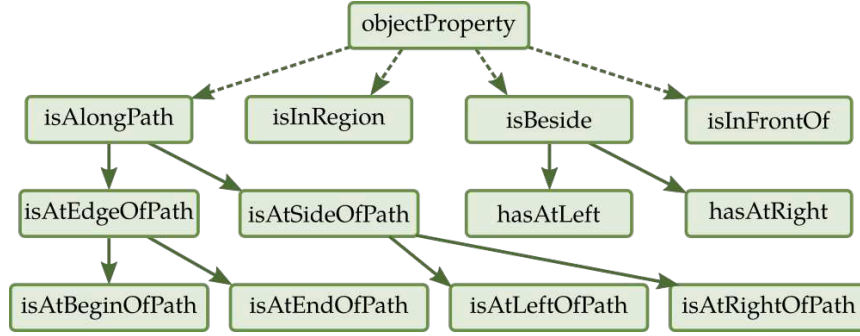 objectProperty
isAlongPath
isInRegion
isBeside
isInFrontOf
isAtEdgeOfPath
isAtSideOfPath
hasAtLeft
hasAtRight
isAtBeginOfPath
isAtEndOfPath
isAtLeftOfPath
isAtRightOfPath